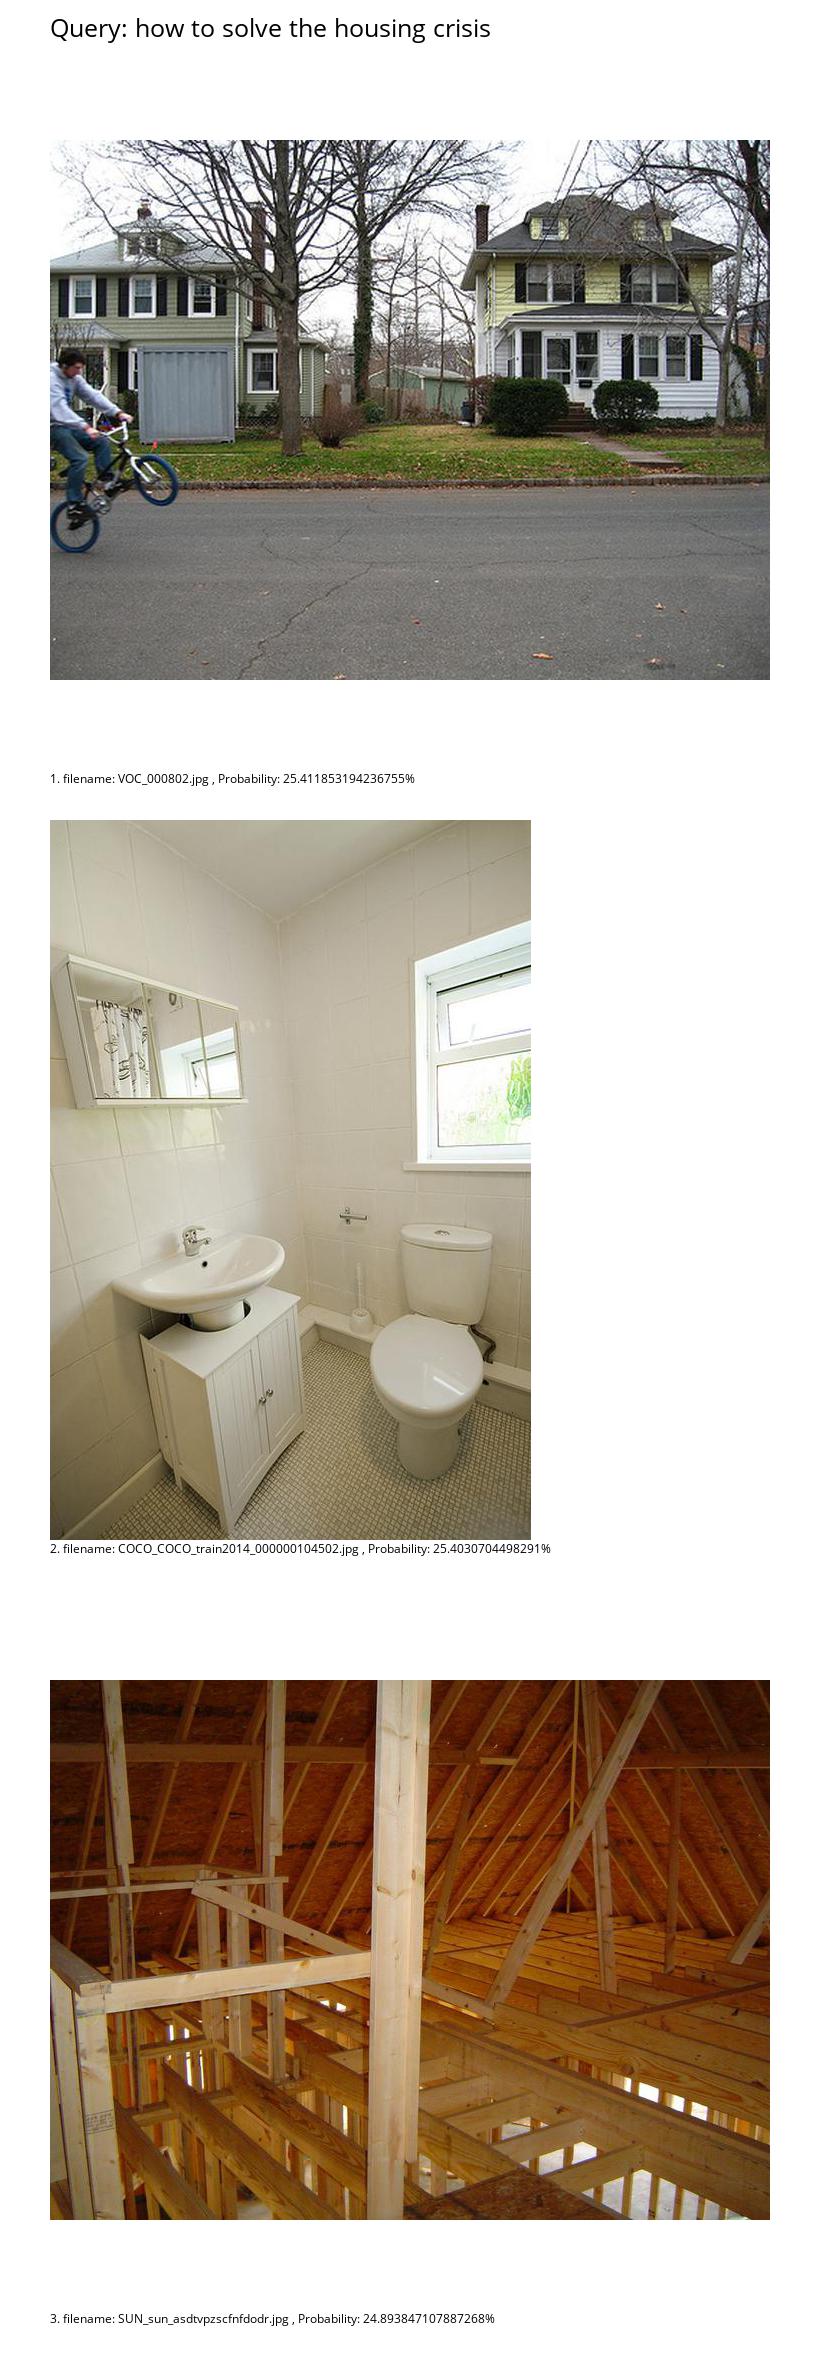 Query: how to solve the housing crisis
1. filename: VOC_000802.jpg , Probability: 25.411853194236755%
2. filename: COCO_COCO_train2014_000000104502.jpg , Probability: 25.4030704498291%
3. filename: SUN_sun_asdtvpzscfnfdodr.jpg , Probability: 24.893847107887268%